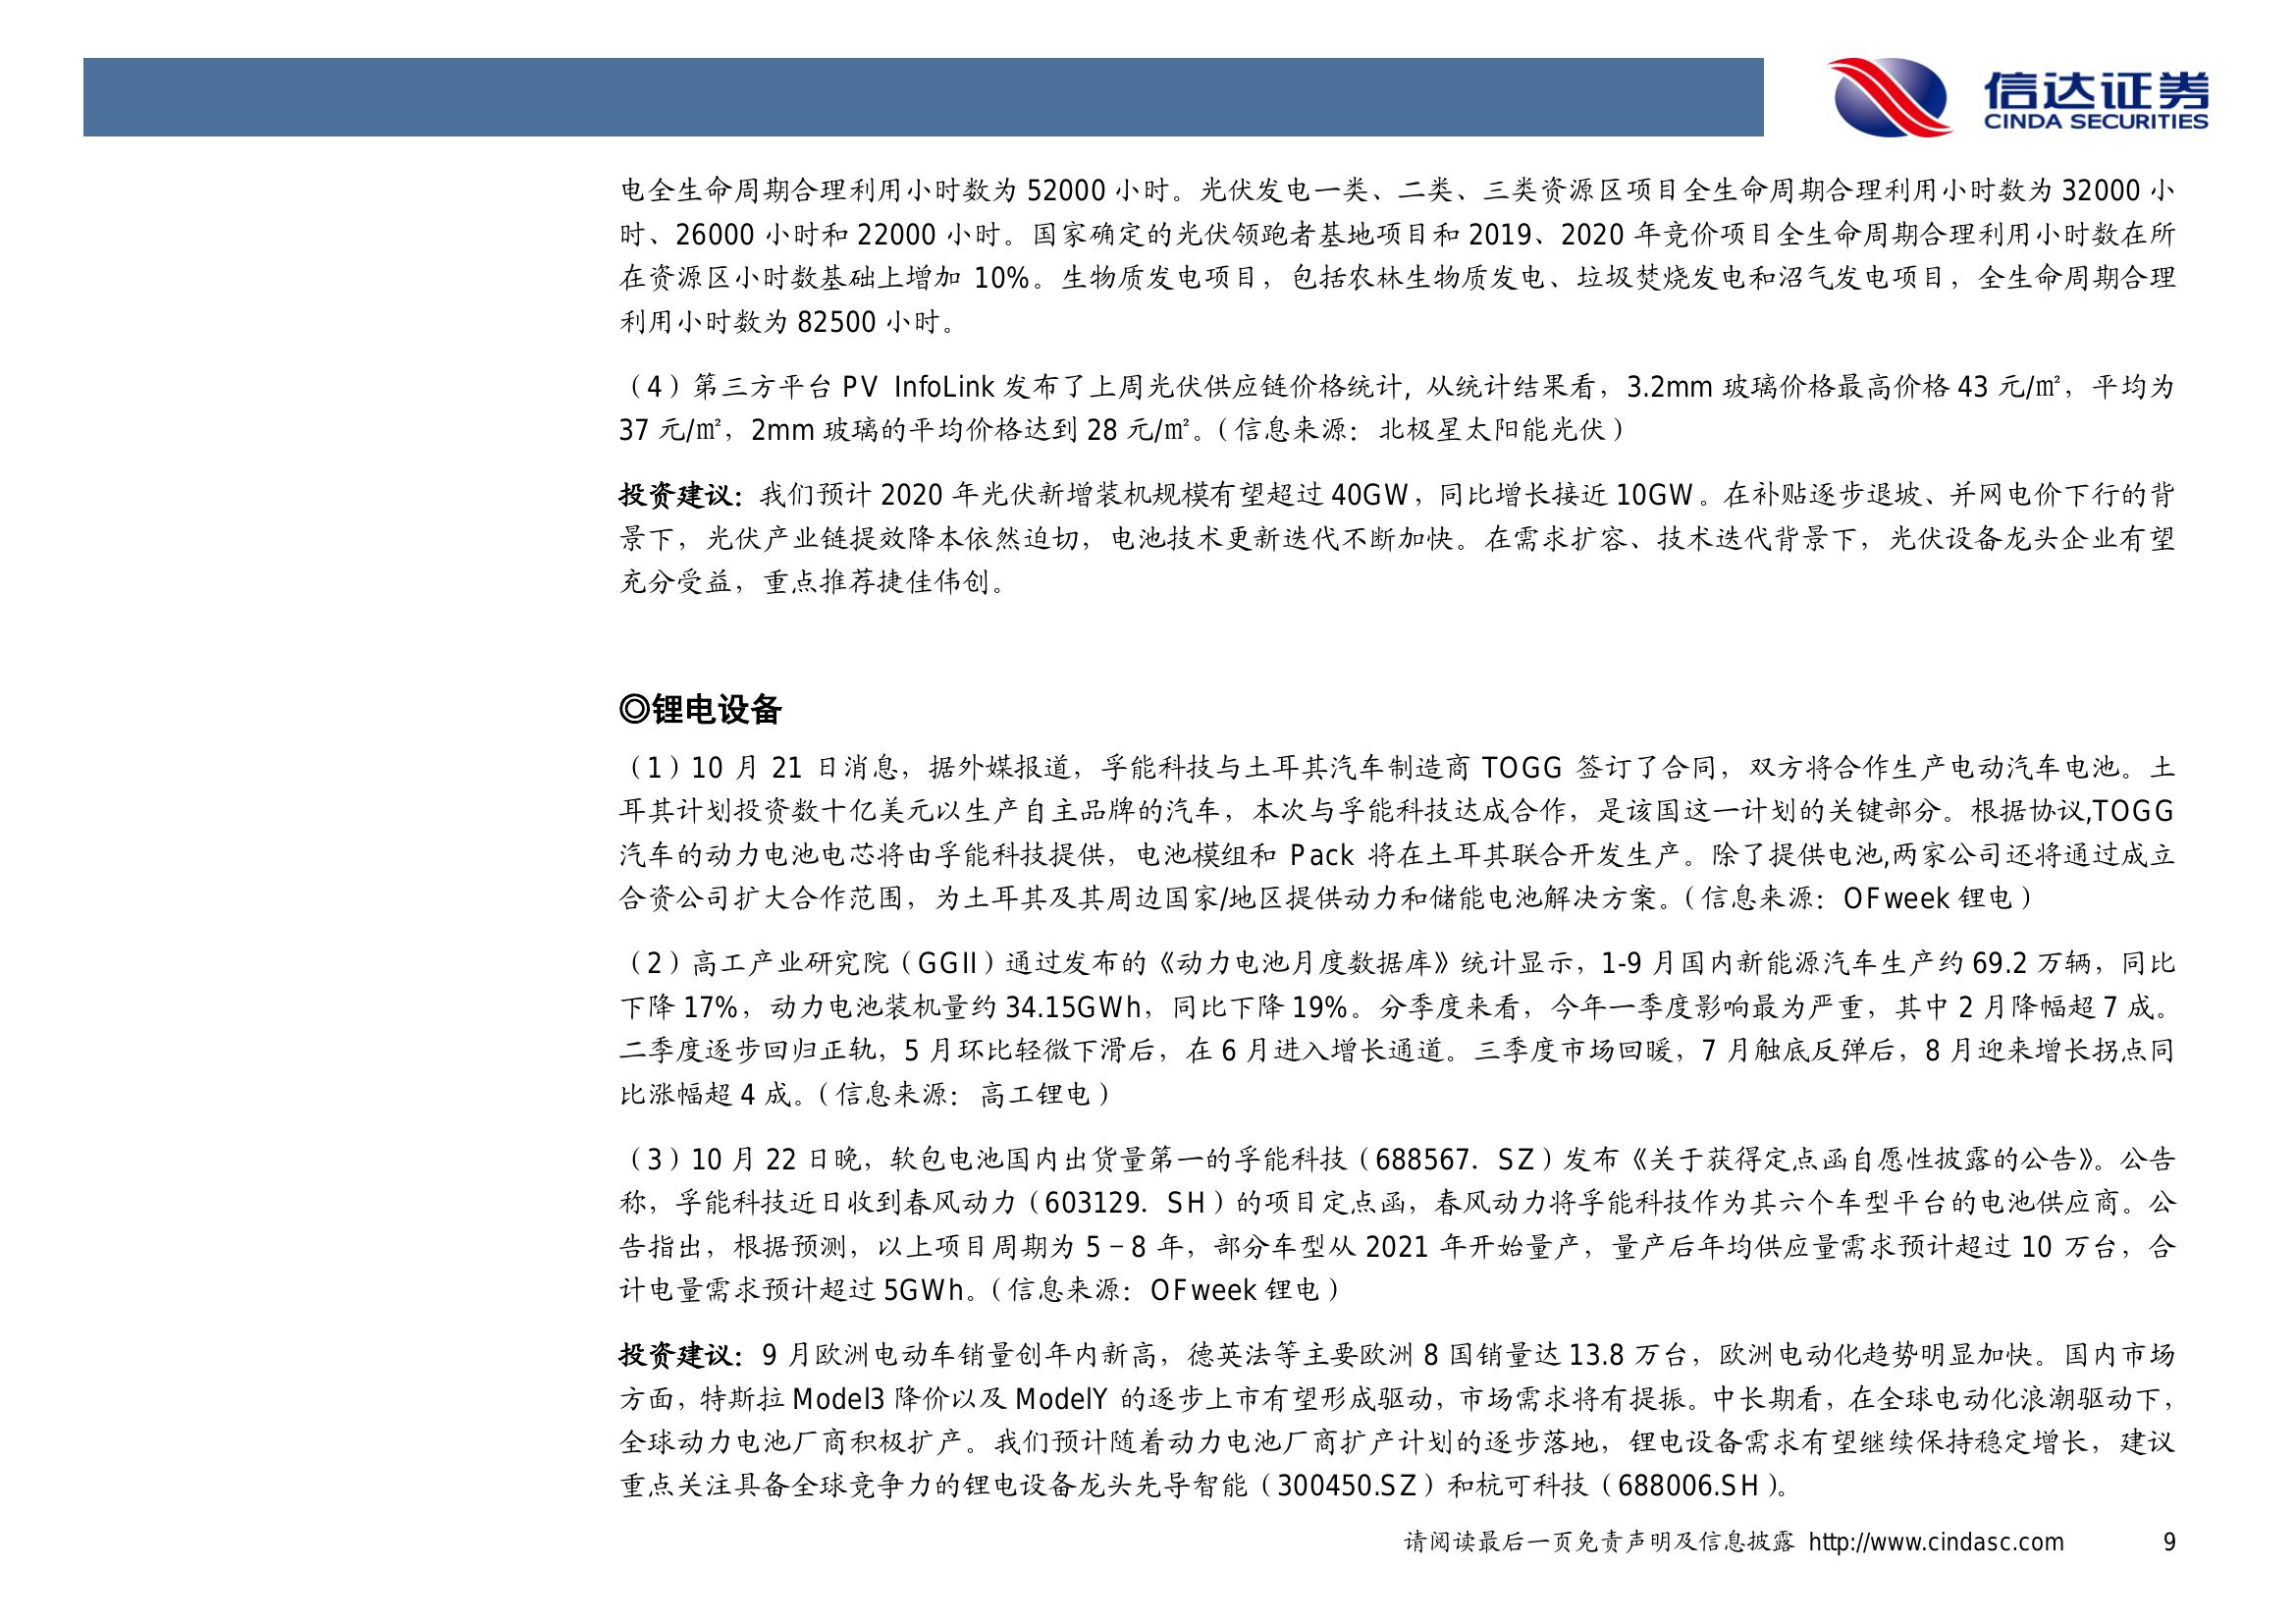 信达证券
CINDA SECURITIES
电全生命周期合理利用小时数为 52000 小时。光伏发电一类、二类、三类资源区项目全生命周期合理利用小时数为 32000 小
时、26000 小时和 22000 小时。国家确定的光伏领跑者基地项目和 2019、2020 年竞价项目全生命周期合理利用小时数在所
在资源区小时数基础上增加 10%。生物质发电项目，包括农林生物质发电、垃圾焚烧发电和沼气发电项目，全生命周期合理
利用小时数为 82500 小时。
（4）第三方平台 PV InfoLink 发布了上周光伏供应链价格统计, 从统计结果看，3.2mm 玻璃价格最高价格 43 元/㎡，平均为
37 元/㎡，2mm 玻璃的平均价格达到 28 元/㎡。（信息来源：北极星太阳能光伏）
投资建议：我们预计 2020 年光伏新增装机规模有望超过 40GW，同比增长接近 10GW。在补贴逐步退坡、并网电价下行的背
景下，光伏产业链提效降本依然迫切，电池技术更新迭代不断加快。在需求扩容、技术迭代背景下，光伏设备龙头企业有望
充分受益，重点推荐捷佳伟创。
◎锂电设备
（1）10 月 21 日消息，据外媒报道，孚能科技与土耳其汽车制造商 TOGG 签订了合同，双方将合作生产电动汽车电池。土
耳其计划投资数十亿美元以生产自主品牌的汽车，本次与孚能科技达成合作，是该国这一计划的关键部分。根据协议,TOGG
汽车的动力电池电芯将由孚能科技提供，电池模组和 Pack 将在土耳其联合开发生产。除了提供电池,两家公司还将通过成立
合资公司扩大合作范围，为土耳其及其周边国家/地区提供动力和储能电池解决方案。（信息来源：OFweek 锂电）
（2）高工产业研究院（GGII）通过发布的《动力电池月度数据库》统计显示，1-9 月国内新能源汽车生产约 69.2 万辆，同比
下降 17%，动力电池装机量约 34.15GWh，同比下降 19%。分季度来看，今年一季度影响最为严重，其中 2 月降幅超 7 成。
二季度逐步回归正轨，5 月环比轻微下滑后，在 6 月进入增长通道。三季度市场回暖，7 月触底反弹后，8 月迎来增长拐点同
比涨幅超 4 成。（信息来源：高工锂电）
（3）10 月 22 日晚，软包电池国内出货量第一的孚能科技（688567．SZ）发布《关于获得定点函自愿性披露的公告》。公告
称，孚能科技近日收到春风动力（603129．SH）的项目定点函，春风动力将孚能科技作为其六个车型平台的电池供应商。公
告指出，根据预测，以上项目周期为 5－8 年，部分车型从 2021 年开始量产，量产后年均供应量需求预计超过 10 万台，合
计电量需求预计超过 5GWh。（信息来源：OFweek 锂电）
投资建议：9 月欧洲电动车销量创年内新高，德英法等主要欧洲 8 国销量达 13.8 万台，欧洲电动化趋势明显加快。国内市场
方面，特斯拉 Model3 降价以及 ModelY 的逐步上市有望形成驱动，市场需求将有提振。中长期看，在全球电动化浪潮驱动下，
全球动力电池厂商积极扩产。我们预计随着动力电池厂商扩产计划的逐步落地，锂电设备需求有望继续保持稳定增长，建议
重点关注具备全球竞争力的锂电设备龙头先导智能（300450.SZ）和杭可科技（688006.SH）。
请阅读最后一页免责声明及信息披露 http://www.cindasc.com 9